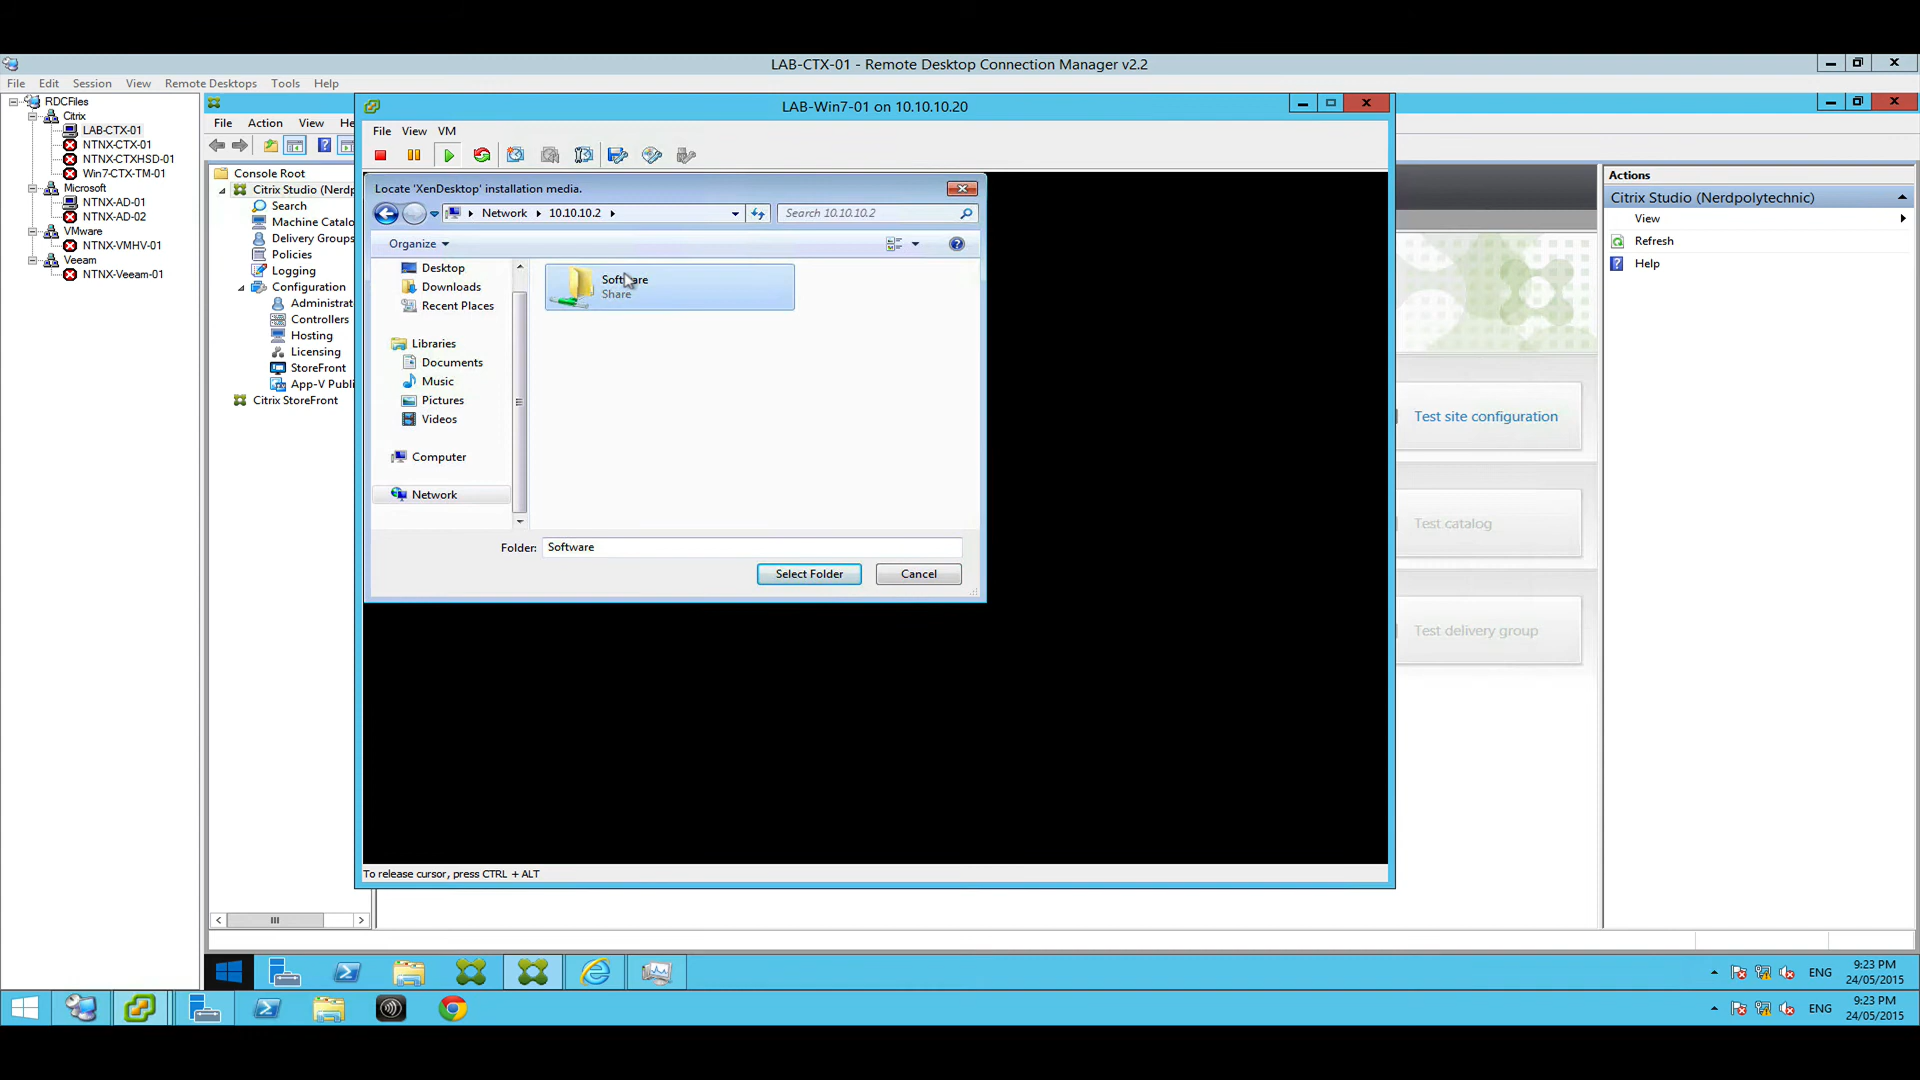 LAB-CTX-01 - Remote Desktop Connection Manager v2.2
File Edit Session View Remote Desktops Tools Help
RDCFiles
Citrix
LAB-CTX-01
NTNX-CTX-01
NTNX-CTXHSD-01
Win7-CTX-TM-01
Microsoft
NTNX-AD-01
NTNX-AD-02
VMware
NTNX-VMHV-01
Veeam
NTNX-Veeam-01
File Action View He
Console Root
Citrix Studio (Nerdp
Search
Machine Catalo
Delivery Groups
Policies
Logging
Configuration
Administrat
Controllers
Hosting
Licensing
StoreFront
App-V Publi
Citrix StoreFront
LAB-Win7-01 on 10.10.10.20
File View VM
Locate 'XenDesktop' installation media.
Network 10.10.10.2
Search 10.10.10.2
Organize
Desktop
Downloads
Recent Places
Libraries
Documents
Music
Pictures
Videos
Computer
Network
Software
Share
Folder: Software
Select Folder
Cancel
To release cursor, press CTRL + ALT
Test site configuration
Test catalog
Test delivery group
Actions
Citrix Studio (Nerdpolytechnic)
View
Refresh
Help
ENG
9:23 PM
24/05/2015
ENG
9:23 PM
24/05/2015